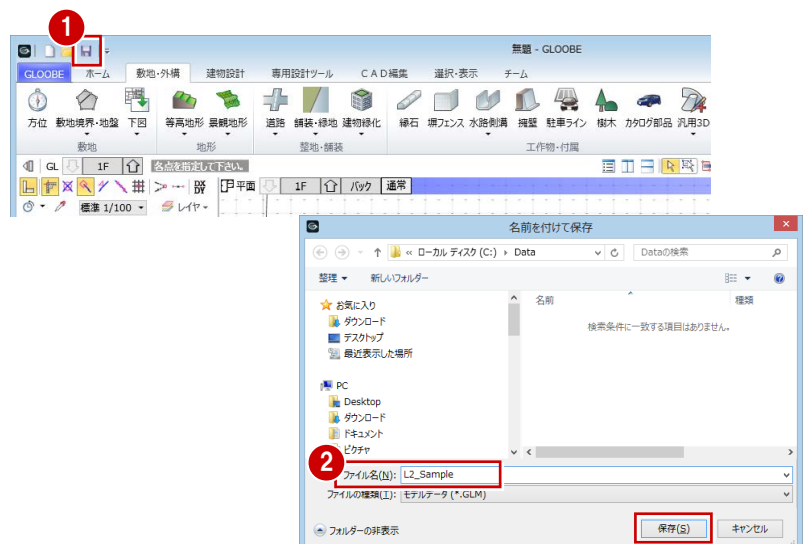 1
無題 - GLOOBE
GLOOBE ホーム 敷地・外構 建物設計 専用設計ツール CAD編集 選択・表示 チーム
方位 敷地境界・地盤 下図 等高地形 景観地形 道路 舗装・緑地 建物緑化 縁石 塀フェンス 水路側溝 擁壁 駐車ライン 樹木 カタログ部品 汎用3D
敷地 地形 整地・舗装 工作物・付属
GL 1F 各点を指定して下さい。
平面 1F バック 通常
標準 1/100 レイヤ
名前を付けて保存
« ローカル ディスク (C:) Data Dataの検索
整理 新しいフォルダー
お気に入り 名前 種類
ダウンロード 検索条件に一致する項目はありません。
デスクトップ
最近表示した場所
PC
Desktop
ダウンロード
ドキュメント
ピクチャ
2
ファイル名(N): L2_Sample
ファイルの種類(T): モデルデータ (*.GLM)
フォルダーの非表示 保存(S) キャンセル